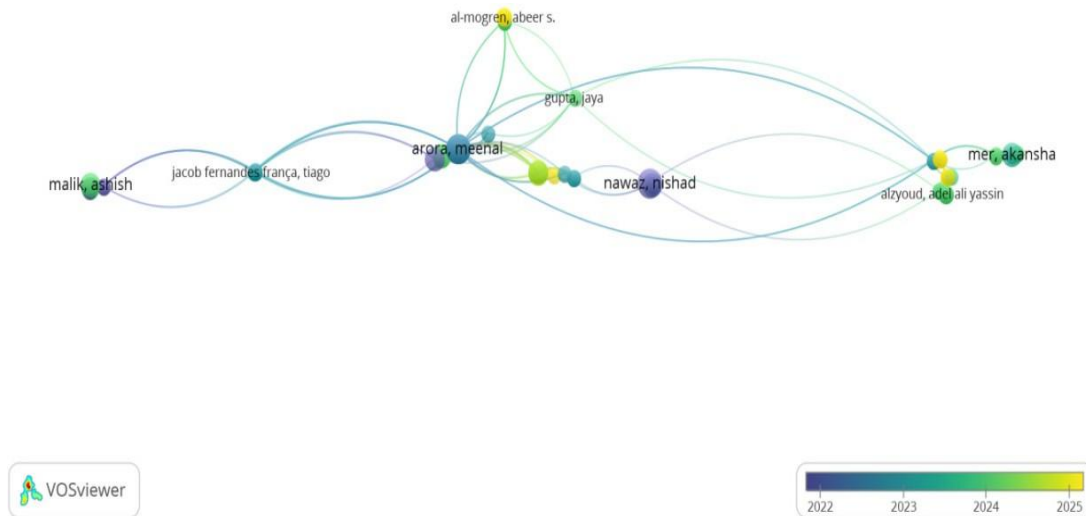 al-mogren, abeer s.
gupta, jaya
arora, meenal
mer, akansha
malik, ashish
jacob fernandes frança, tiago
nawaz, nishad
alzyoud, adel ali yassin
VOSviewer
2022 2023 2024 2025